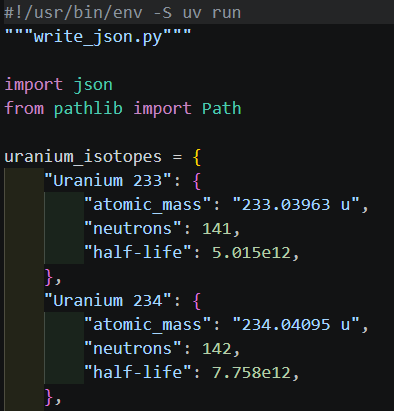 #!/usr/bin/env -S uv run
"""write_json.py"""
import json
from pathlib import Path
uranium_isotopes = {
    "Uranium 233": {
        "atomic_mass": "233.03963 u",
        "neutrons": 141,
        "half-life": 5.015e12,
    },
    "Uranium 234": {
        "atomic_mass": "234.04095 u",
        "neutrons": 142,
        "half-life": 7.758e12,
    },